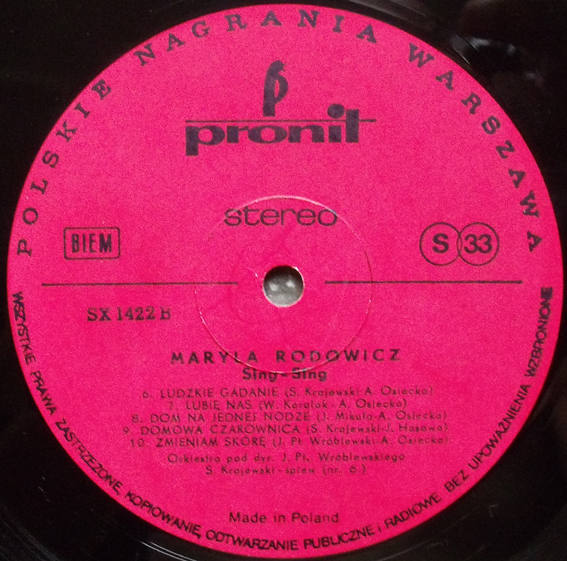 POLSKIE NAGRANIA WARSZAWA
pronit
stereo
BIEM
S 33
SX 1422 B
MARYLA RODOWICZ
Sing-Sing
6. LUDZKIE GADANIE (S. Krajewski-A. Osiecka)
7. LUBIĘ NAS (W. Korolok - A. Osiecka)
8. DOM NA JEDNEJ NODZE (J. Mikuła-A. Osiecka)
9. DOMOWA CZAROWNICA (S. Krajewski-J. Hosowa)
10. ZMIENIAM SKÓRĘ (J. Pt. Wróblewski-A. Osiecka)
Orkiestra pod dyr. J. Pt. Wróblewskiego
S. Krajewski-śpiew (nr. 6)
Made in Poland
WSZYSTKIE PRAWA ZASTRZEŻONE, KOPIOWANIE, ODTWARZANIE PUBLICZNE i RADIOWE BEZ UPOWAŻNIENIA WZBRONIONE